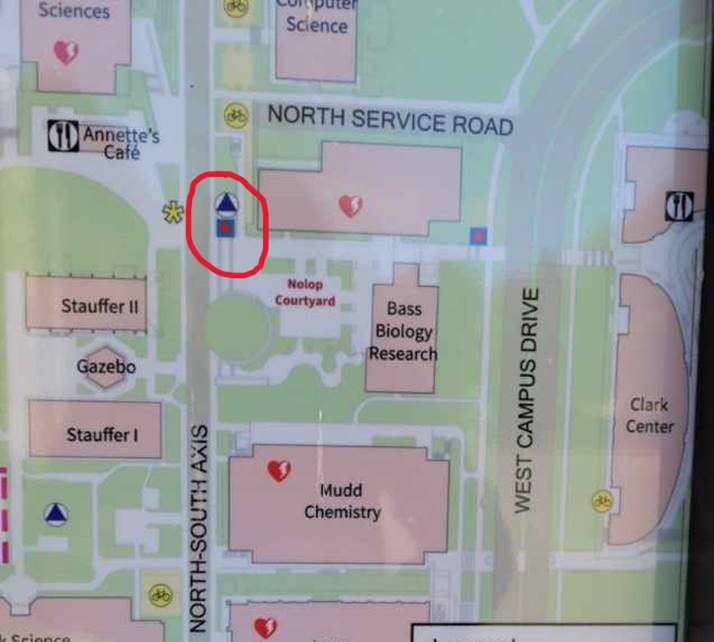 Sciences
Computer
Science
NORTH SERVICE ROAD
Annette's
Café
Nolop
Courtyard
Stauffer II
Bass
Biology
Research
Gazebo
WEST CAMPUS DRIVE
Clark
Center
Stauffer I
NORTH-SOUTH AXIS
Mudd
Chemistry
Science